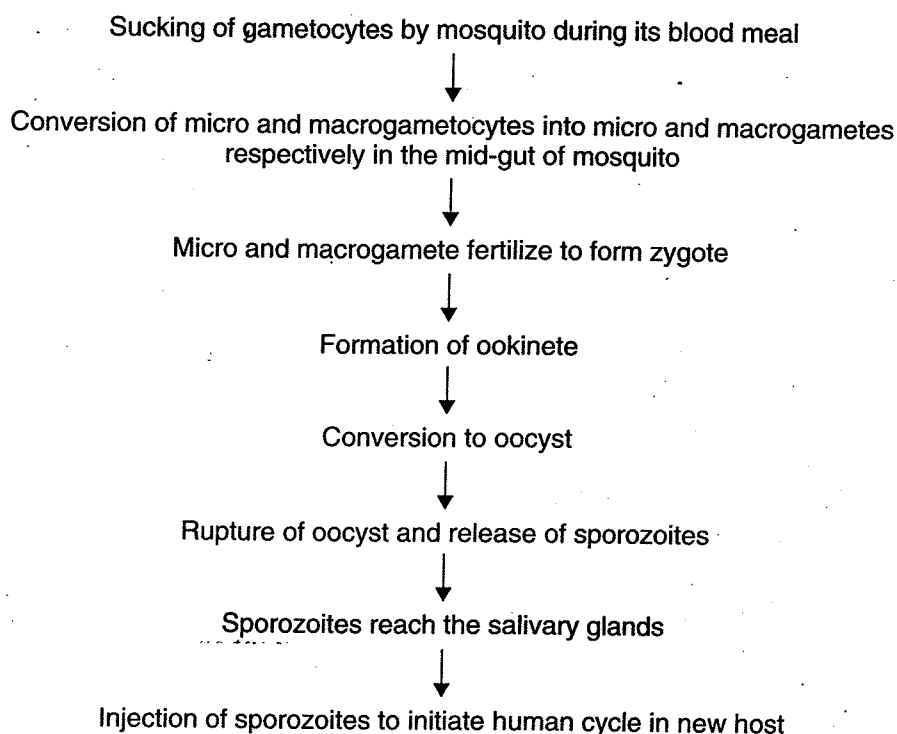 Sucking of gametocytes by mosquito during its blood meal
Conversion of micro and macrogametocytes into micro and macrogametes
respectively in the mid-gut of mosquito
Micro and macrogamete fertilize to form zygote
Formation of ookinete
Conversion to oocyst
Rupture of oocyst and release of sporozoites
Sporozoites reach the salivary glands
Injection of sporozoites to initiate human cycle in new host